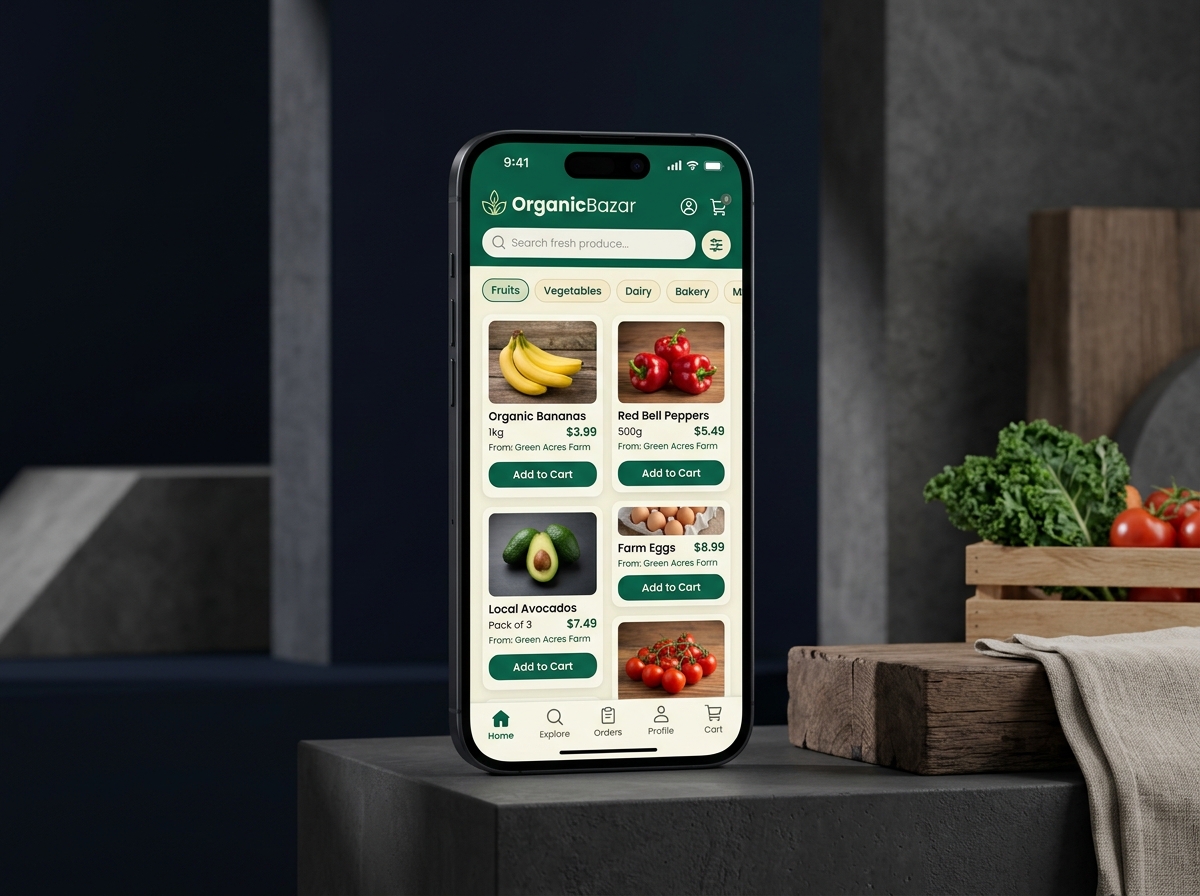 9:41
OrganicBazar
0
Search fresh produce...
Fruits
Vegetables
Dairy
Bakery
M
Organic Bananas
1kg
$3.99
From: Green Acres Farm
Add to Cart
Red Bell Peppers
500g
$5.49
From: Green Acres Farm
Add to Cart
Local Avocados
Pack of 3
$7.49
From: Green Acres Farm
Add to Cart
Farm Eggs
$8.99
From: Green Acres Forrn
Add to Cart
Home
Explore
Orders
Profile
Cart